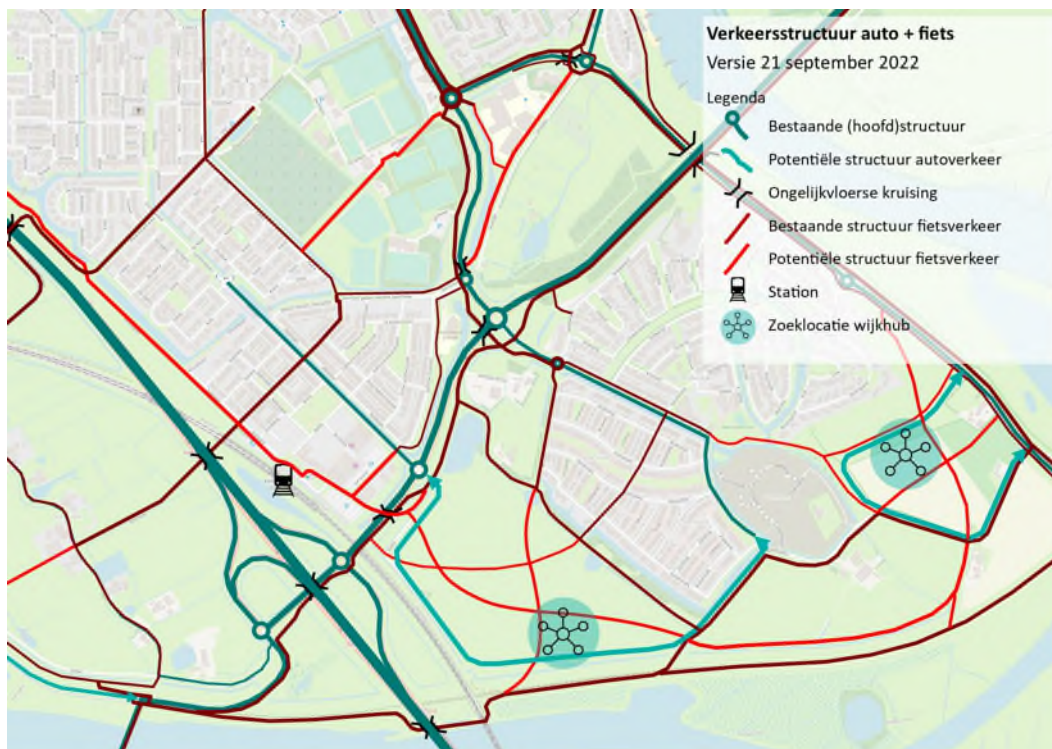 Verkeersstructuur auto + fiets
Versie 21 september 2022
Legenda
Bestaande (hoofd)structuur
Potentiële structuur autoverkeer
Ongelijkvloerse kruising
Bestaande structuur fietsverkeer
Potentiële structuur fietsverkeer
Station
Zoeklocatie wijkhub